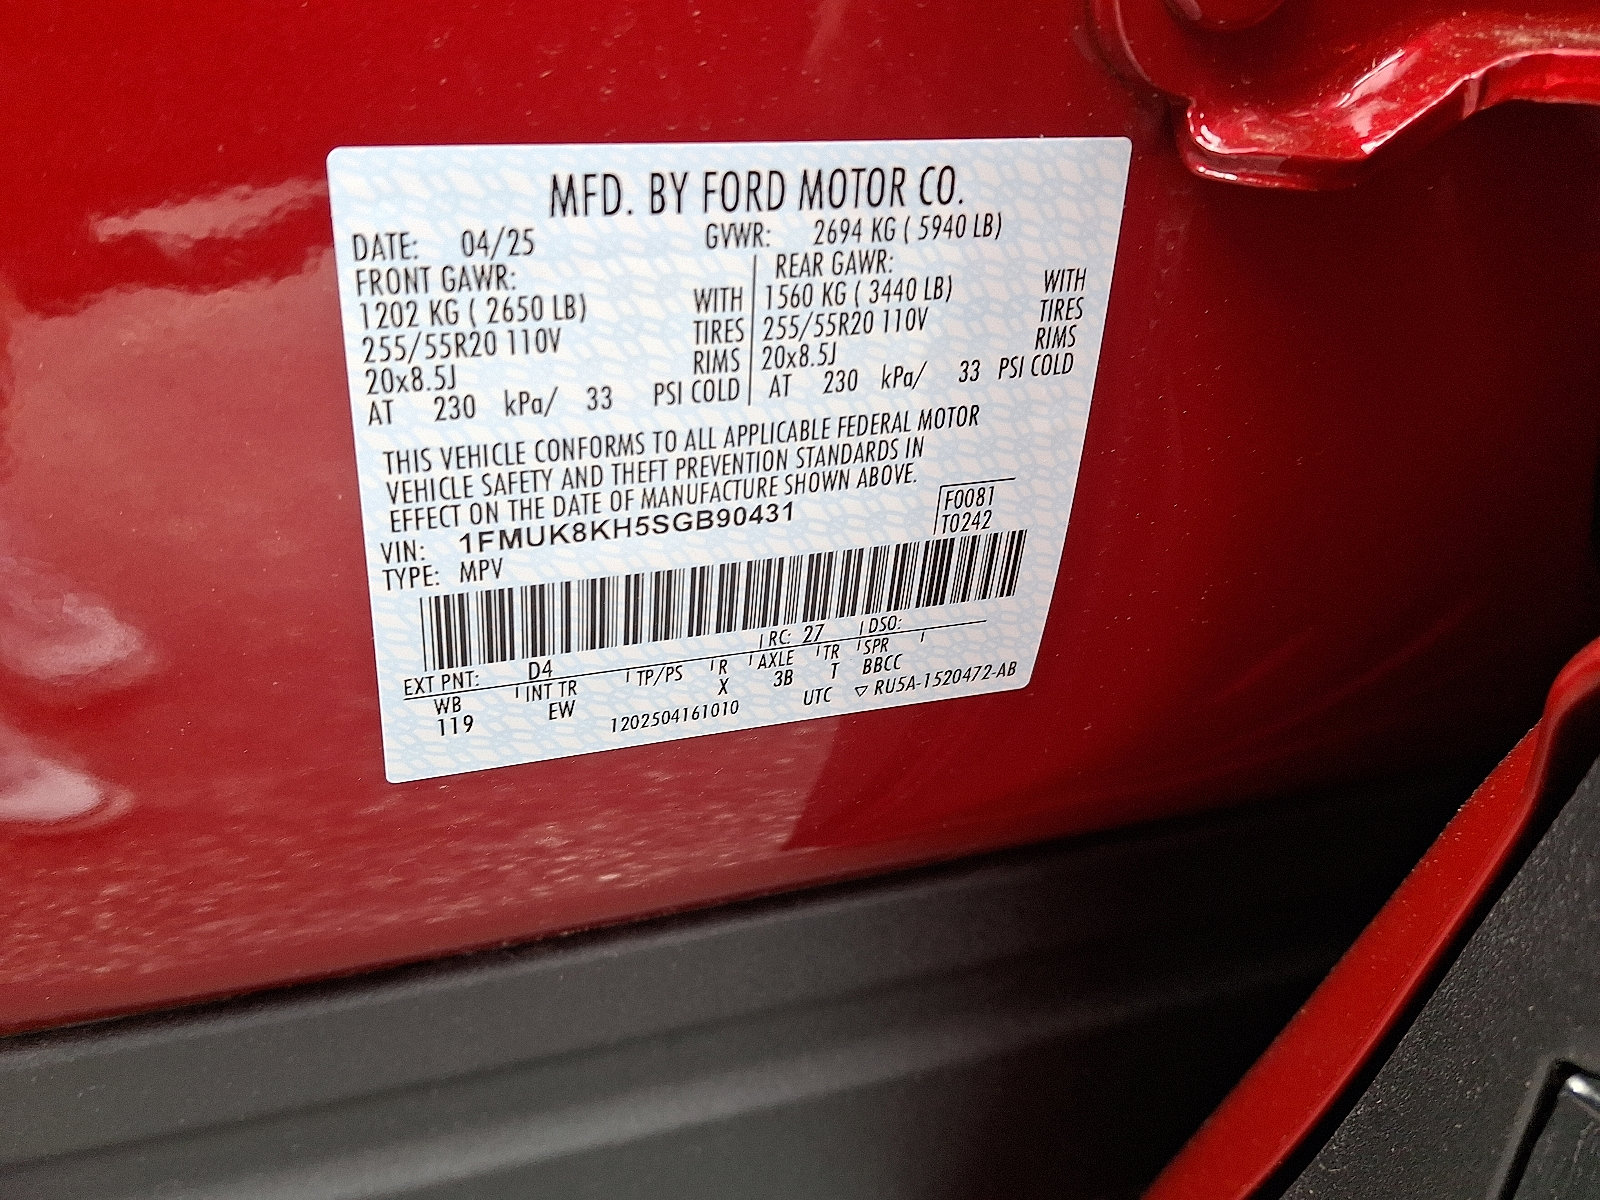 MFD. BY FORD MOTOR CO.
DATE: 04/25 GVWR: 2694 KG ( 5940 LB)
FRONT GAWR: REAR GAWR:
1202 KG ( 2650 LB) WITH 1560 KG ( 3440 LB) WITH
255/55R20 110V TIRES 255/55R20 110V TIRES
20x8.5J RIMS 20x8.5J RIMS
AT 230 kPa/ 33 PSI COLD AT 230 kPa/ 33 PSI COLD
THIS VEHICLE CONFORMS TO ALL APPLICABLE FEDERAL MOTOR
VEHICLE SAFETY AND THEFT PREVENTION STANDARDS IN
EFFECT ON THE DATE OF MANUFACTURE SHOWN ABOVE.
F0081
VIN: 1FMUK8KH5SGB90431 T0242
TYPE: MPV
EXT PNT: D4 RC: 27 DSO:
WB INT TR TP/PS R AXLE TR SPR
119 EW X 3B T BBCC
1202504161010 UTC ▽ RU5A-1520472-AB